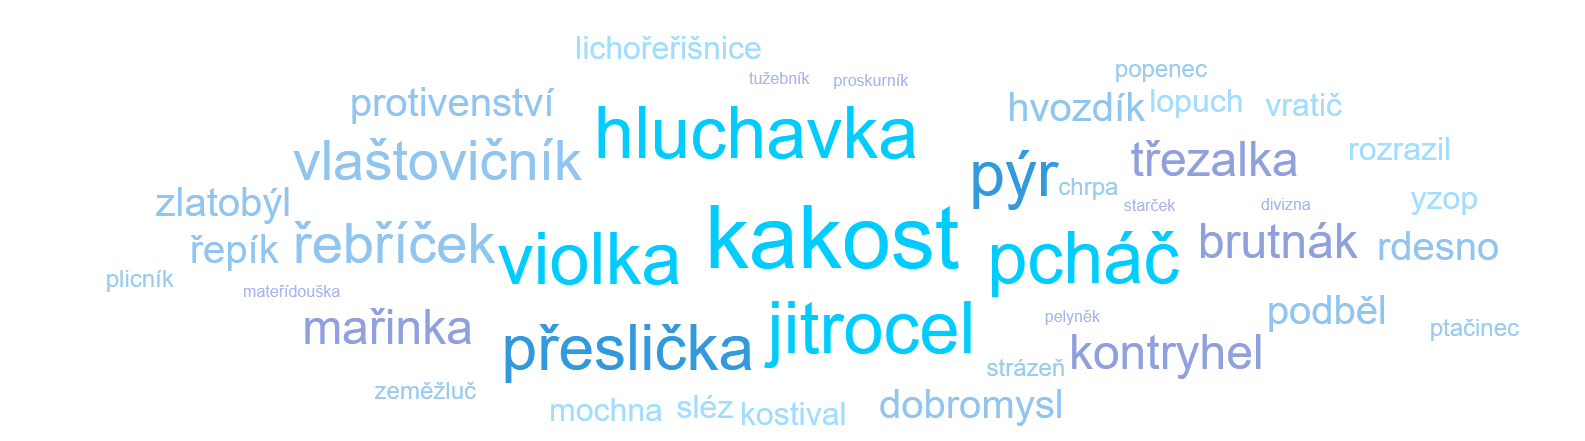 lichořeřišnice
popenec
tužebník
proskurník
protivenství
hluchavka
hvozdík
lopuch
vratič
vlaštovičník
třezalka
rozrazil
pýr
chrpa
zlatobýl
starček
divizna
yzop
řepík
řebříček
violka
kakost
pcháč
brutnák
rdesno
plicník
mateřídouška
mařinka
přeslička
jitrocel
pelyněk
podběl
ptačinec
kontryhel
strázeň
zeměžluč
mochna
sléz
kostival
dobromysl